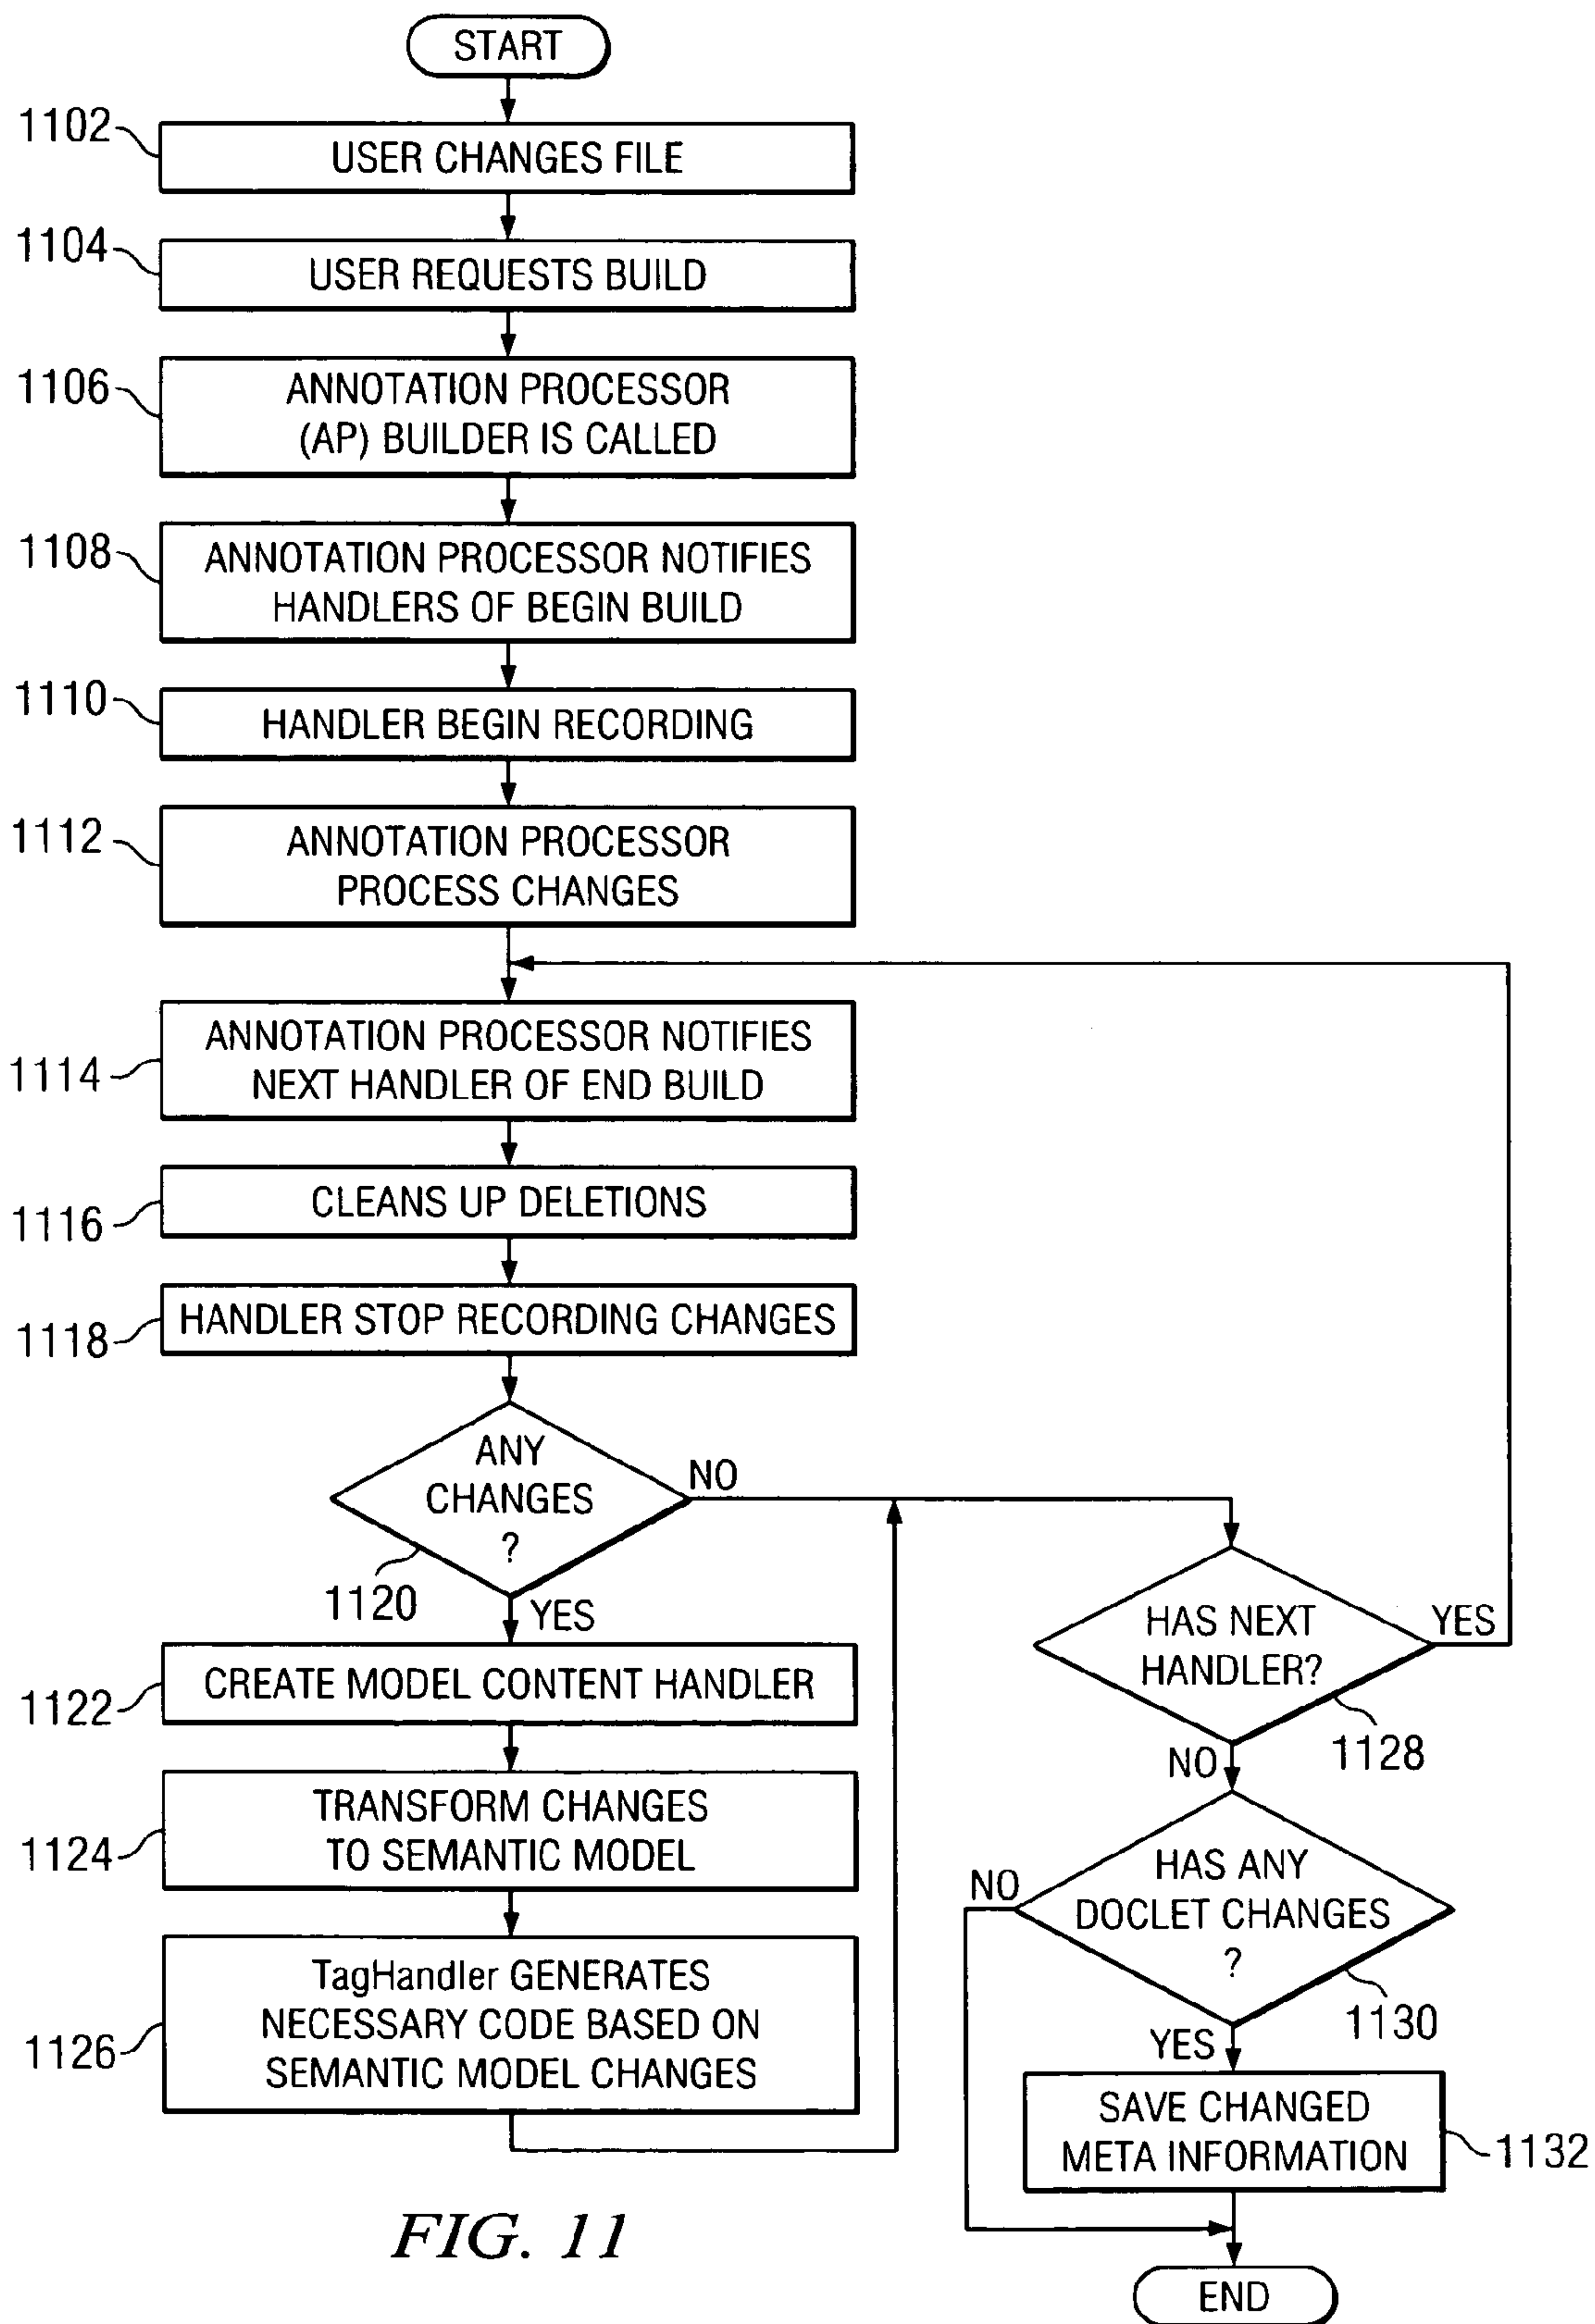 START
1102
USER CHANGES FILE
1104
USER REQUESTS BUILD
1106
ANNOTATION PROCESSOR
(AP) BUILDER IS CALLED
1108
ANNOTATION PROCESSOR NOTIFIES
HANDLERS OF BEGIN BUILD
1110
HANDLER BEGIN RECORDING
1112
ANNOTATION PROCESSOR
PROCESS CHANGES
1114
ANNOTATION PROCESSOR NOTIFIES
NEXT HANDLER OF END BUILD
1116
CLEANS UP DELETIONS
1118
HANDLER STOP RECORDING CHANGES
ANY
CHANGES
?
NO
1120
YES
1122
CREATE MODEL CONTENT HANDLER
1124
TRANSFORM CHANGES
TO SEMANTIC MODEL
1126
TagHandler GENERATES
NECESSARY CODE BASED ON
SEMANTIC MODEL CHANGES
HAS NEXT
HANDLER?
YES
1128
NO
HAS ANY
DOCLET CHANGES
?
NO
1130
YES
SAVE CHANGED
META INFORMATION
1132
END
FIG. 11